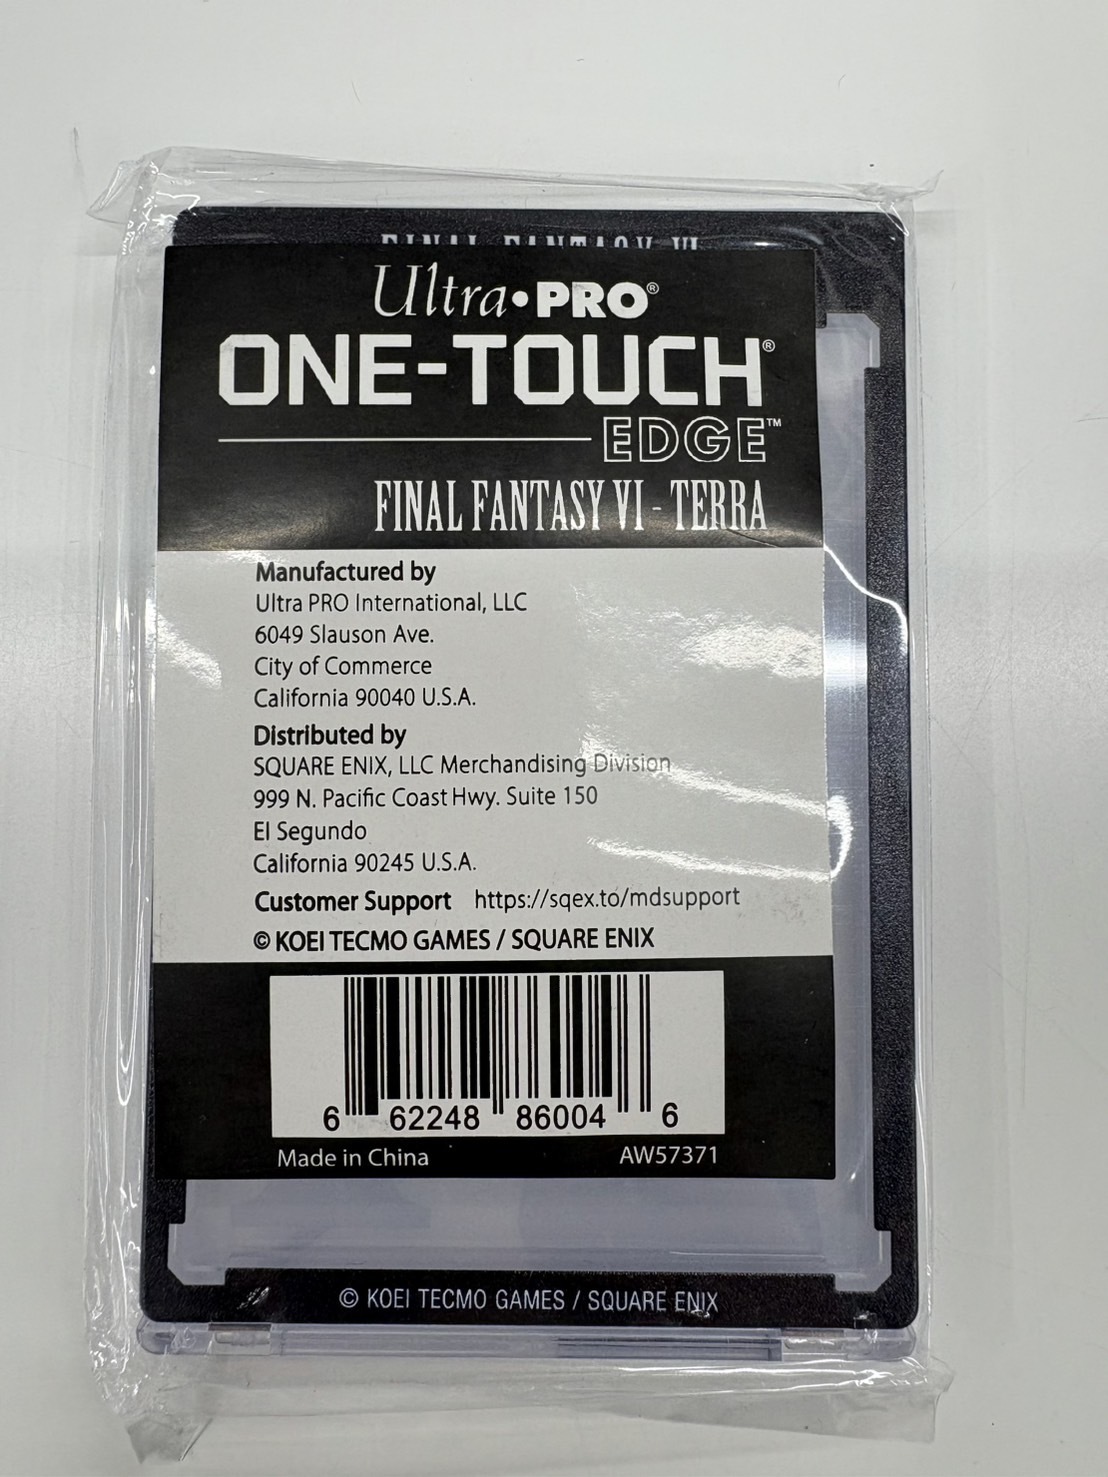 FINAL FANTASY VI
Ultra•PRO®
ONE-TOUCH®
EDGE™
FINAL FANTASY VI - TERRA
Manufactured by
Ultra PRO International, LLC
6049 Slauson Ave.
City of Commerce
California 90040 U.S.A.
Distributed by
SQUARE ENIX, LLC Merchandising Division
999 N. Pacific Coast Hwy. Suite 150
El Segundo
California 90245 U.S.A.
Customer Support https://sqex.to/mdsupport
© KOEI TECMO GAMES / SQUARE ENIX
6 62248 86004 6
Made in China AW57371
© KOEI TECMO GAMES / SQUARE ENIX